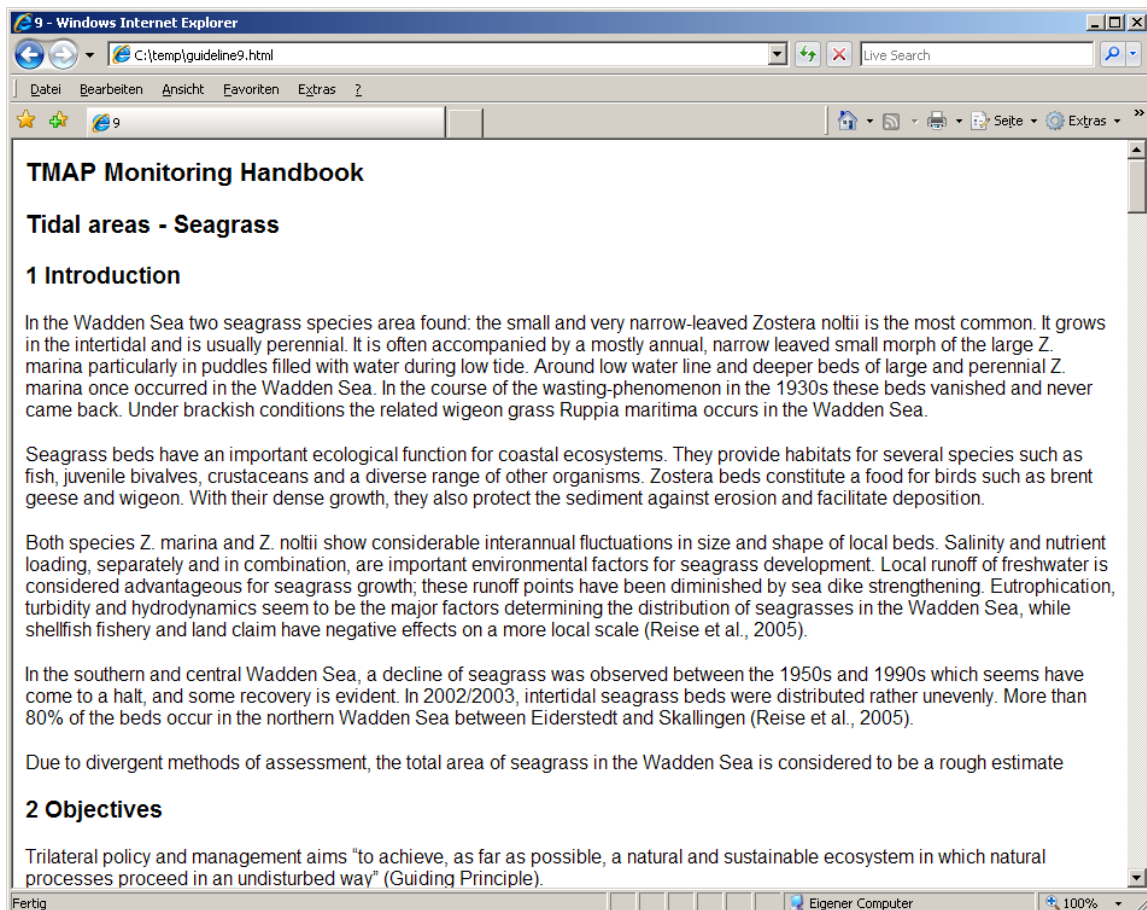 9 - Windows Internet Explorer
C:\temp\guideline9.html
Live Search
Datei Bearbeiten Ansicht Favoriten Extras ?
9
Seite Extras »
TMAP Monitoring Handbook
Tidal areas - Seagrass
1 Introduction
In the Wadden Sea two seagrass species area found: the small and very narrow-leaved Zostera noltii is the most common. It grows
in the intertidal and is usually perennial. It is often accompanied by a mostly annual, narrow leaved small morph of the large Z.
marina particularly in puddles filled with water during low tide. Around low water line and deeper beds of large and perennial Z.
marina once occurred in the Wadden Sea. In the course of the wasting-phenomenon in the 1930s these beds vanished and never
came back. Under brackish conditions the related wigeon grass Ruppia maritima occurs in the Wadden Sea.
Seagrass beds have an important ecological function for coastal ecosystems. They provide habitats for several species such as
fish, juvenile bivalves, crustaceans and a diverse range of other organisms. Zostera beds constitute a food for birds such as brent
geese and wigeon. With their dense growth, they also protect the sediment against erosion and facilitate deposition.
Both species Z. marina and Z. noltii show considerable interannual fluctuations in size and shape of local beds. Salinity and nutrient
loading, separately and in combination, are important environmental factors for seagrass development. Local runoff of freshwater is
considered advantageous for seagrass growth; these runoff points have been diminished by sea dike strengthening. Eutrophication,
turbidity and hydrodynamics seem to be the major factors determining the distribution of seagrasses in the Wadden Sea, while
shellfish fishery and land claim have negative effects on a more local scale (Reise et al., 2005).
In the southern and central Wadden Sea, a decline of seagrass was observed between the 1950s and 1990s which seems have
come to a halt, and some recovery is evident. In 2002/2003, intertidal seagrass beds were distributed rather unevenly. More than
80% of the beds occur in the northern Wadden Sea between Eiderstedt and Skallingen (Reise et al., 2005).
Due to divergent methods of assessment, the total area of seagrass in the Wadden Sea is considered to be a rough estimate
2 Objectives
Trilateral policy and management aims “to achieve, as far as possible, a natural and sustainable ecosystem in which natural
processes proceed in an undisturbed way” (Guiding Principle).
Fertig Eigener Computer 100%